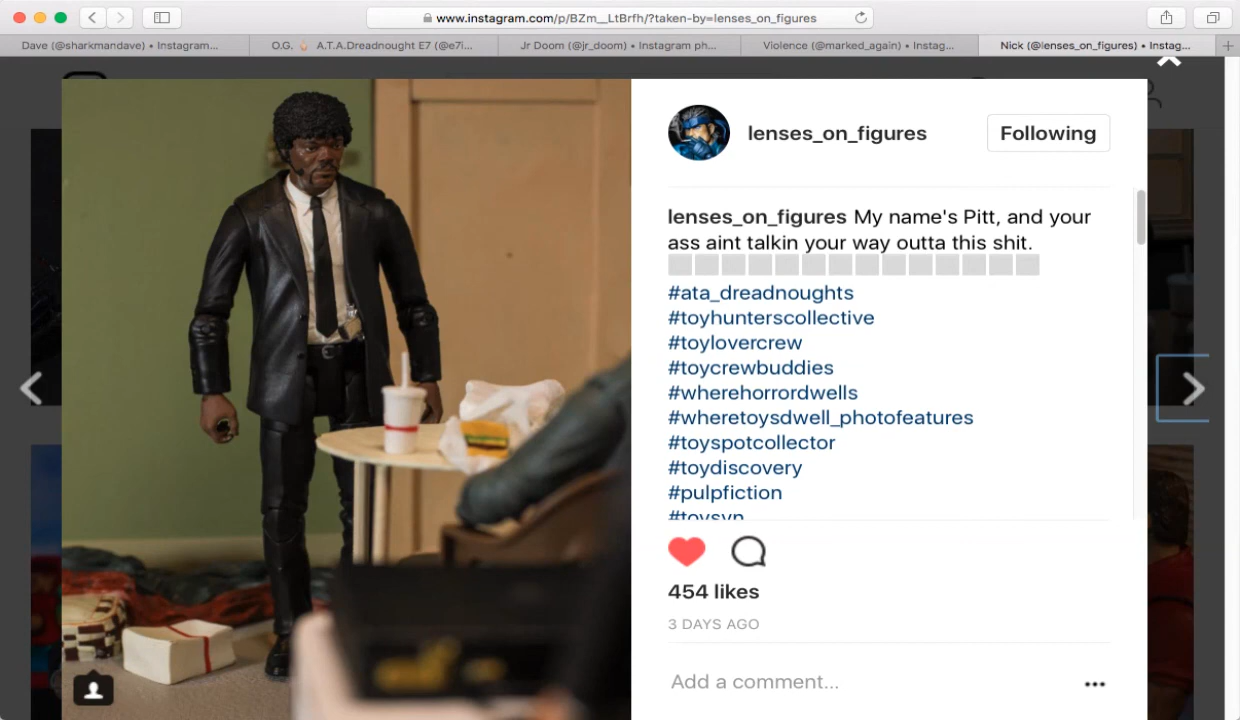 www.instagram.com/p/BZm__LtBrfh/?taken-by=lenses_on_figures
Dave (@sharkmandave) • Instagram...
O.G. A.T.A.Dreadnought E7 (@e7i...
Jr Doom (@jr_doom) • Instagram ph...
Violence (@marked_again) • Instag...
Nick (@lenses_on_figures) • Instag...
lenses_on_figures
Following
lenses_on_figures My name's Pitt, and your
ass aint talkin your way outta this shit.
#ata_dreadnoughts
#toyhunterscollective
#toylovercrew
#toycrewbuddies
#wherehorrordwells
#wheretoysdwell_photofeatures
#toyspotcollector
#toydiscovery
#pulpfiction
#toysyn
454 likes
3 DAYS AGO
Add a comment...